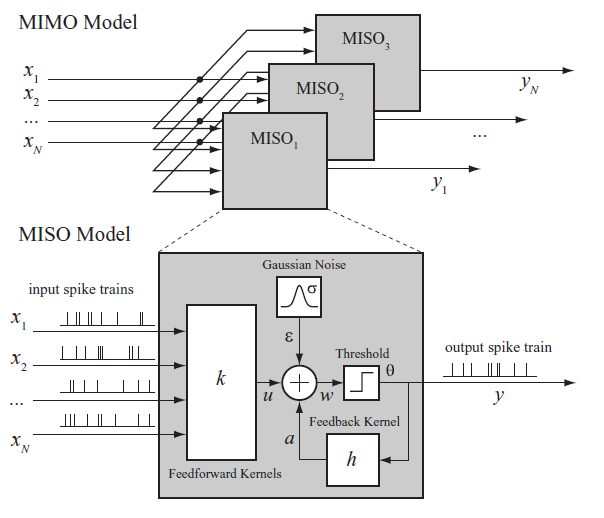 MIMO Model
x1
x2
...
xN
MISO3
MISO2
MISO1
yN
...
y1
MISO Model
input spike trains
x1
x2
...
xN
Gaussian Noise
σ
ε
k
u
+
w
Threshold
θ
output spike train
y
Feedback Kernel
a
h
Feedforward Kernels